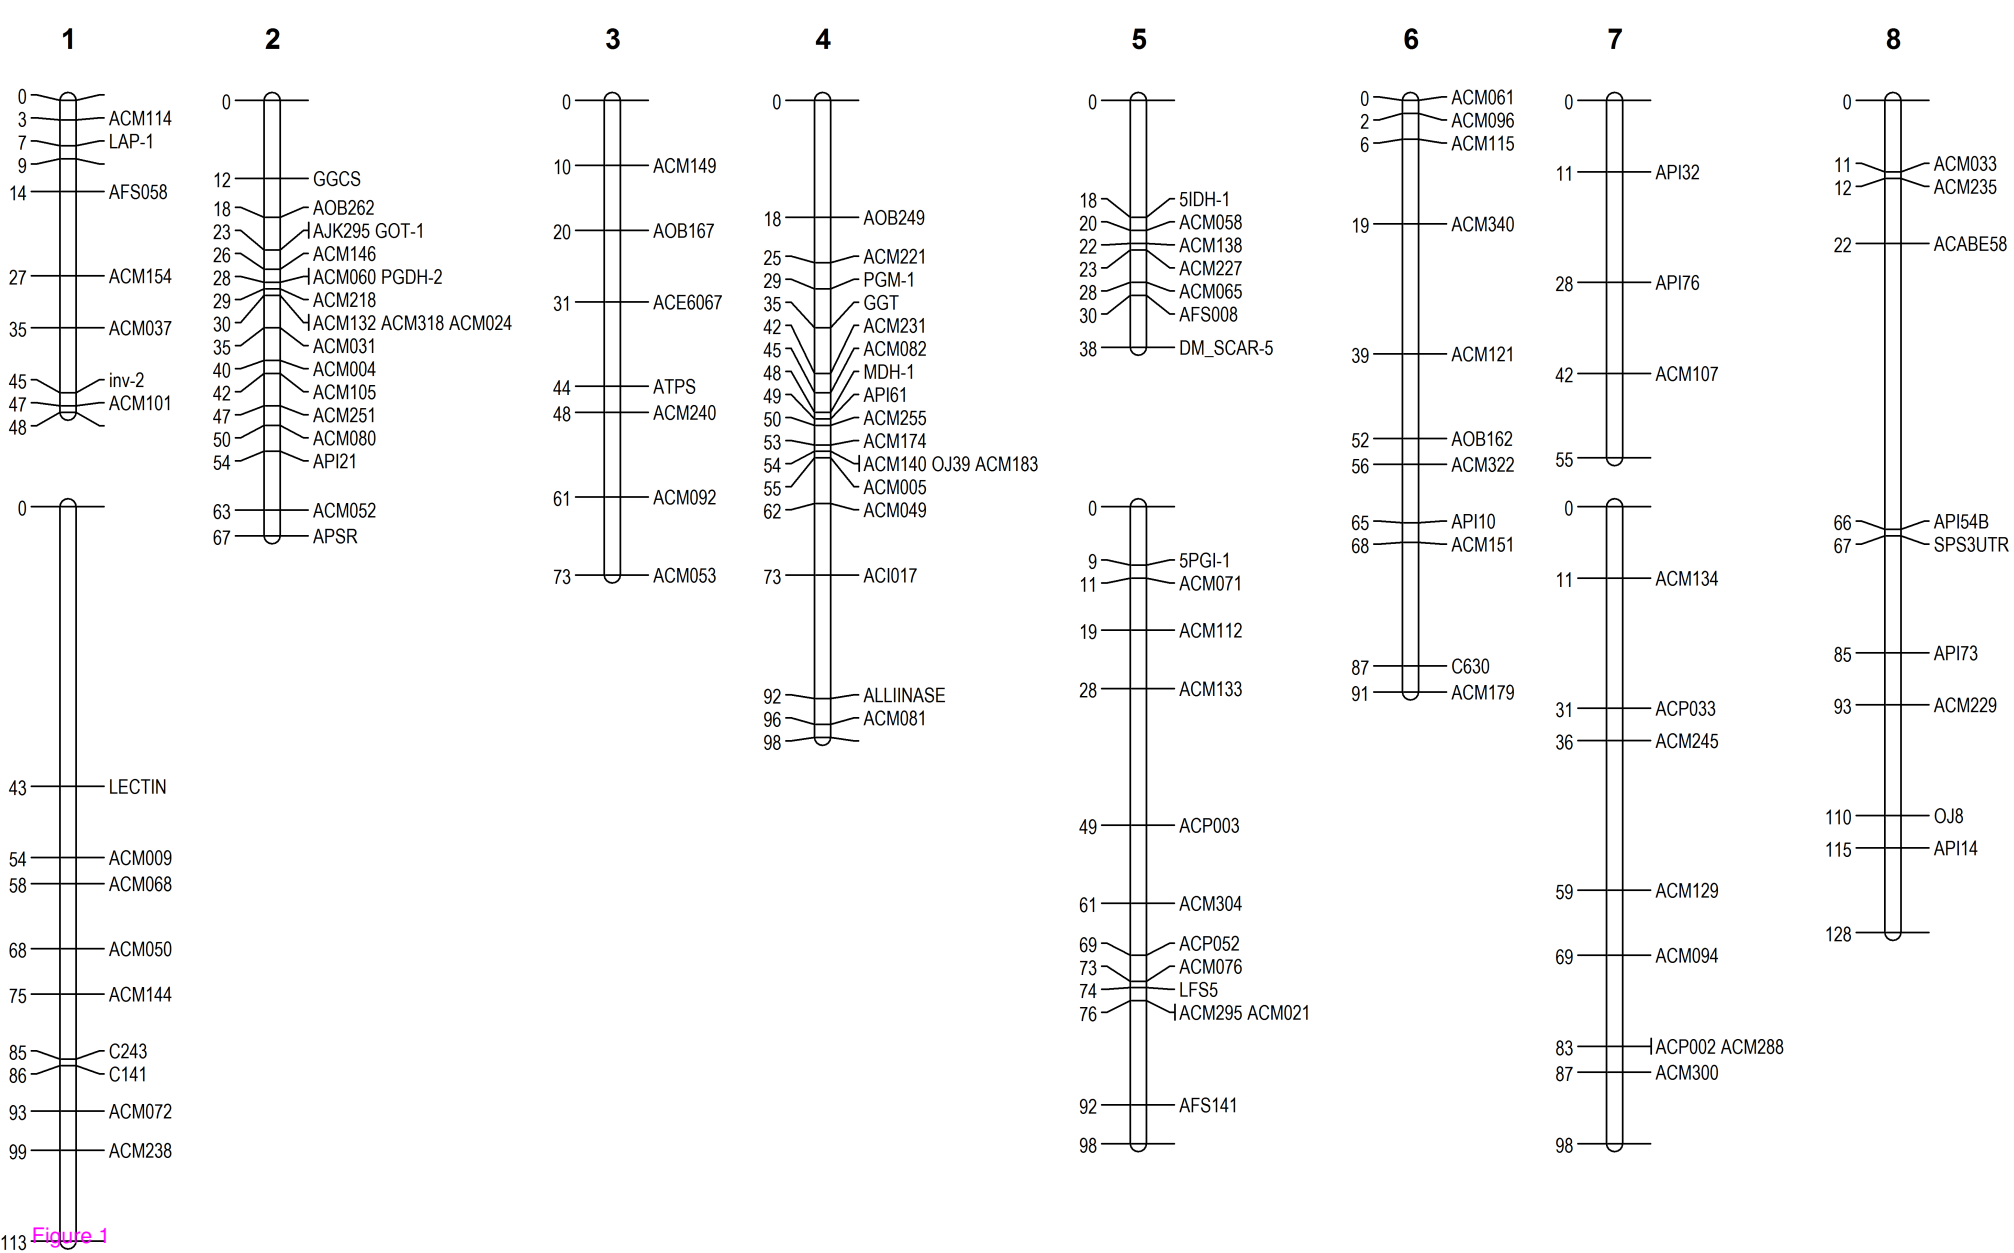 1 2 3 4 5 6 7 8
0
3 ACM114
7 LAP-1
9
14 AFS058
27 ACM154
35 ACM037
45 inv-2
47 ACM101
48
0
43 LECTIN
54 ACM009
58 ACM068
68 ACM050
75 ACM144
85 C243
86 C141
93 ACM072
99 ACM238
113
Figure 1
0
12 GGCS
18 AOB262
23 AJK295 GOT-1
26 ACM146
28 ACM060 PGDH-2
29 ACM218
30 ACM132 ACM318 ACM024
35 ACM031
40 ACM004
42 ACM105
47 ACM251
50 ACM080
54 API21
63 ACM052
67 APSR
0
10 ACM149
20 AOB167
31 ACE6067
44 ATPS
48 ACM240
61 ACM092
73 ACM053
0
18 AOB249
25 ACM221
29 PGM-1
35 GGT
42 ACM231
45 ACM082
48 MDH-1
49 API61
50 ACM255
53 ACM174
54 ACM140 OJ39 ACM183
55 ACM005
62 ACM049
73 ACI017
92 ALLIINASE
96 ACM081
98
0
18 5IDH-1
20 ACM058
22 ACM138
23 ACM227
28 ACM065
30 AFS008
38 DM_SCAR-5
0
9 5PGI-1
11 ACM071
19 ACM112
28 ACM133
49 ACP003
61 ACM304
69 ACP052
73 ACM076
74 LFS5
76 ACM295 ACM021
92 AFS141
98
0 ACM061
2 ACM096
6 ACM115
19 ACM340
39 ACM121
52 AOB162
56 ACM322
65 API10
68 ACM151
87 C630
91 ACM179
0
11 API32
28 API76
42 ACM107
55
0
11 ACM134
31 ACP033
36 ACM245
59 ACM129
69 ACM094
83 ACP002 ACM288
87 ACM300
98
0
11 ACM033
12 ACM235
22 ACABE58
66 API54B
67 SPS3UTR
85 API73
93 ACM229
110 OJ8
115 API14
128